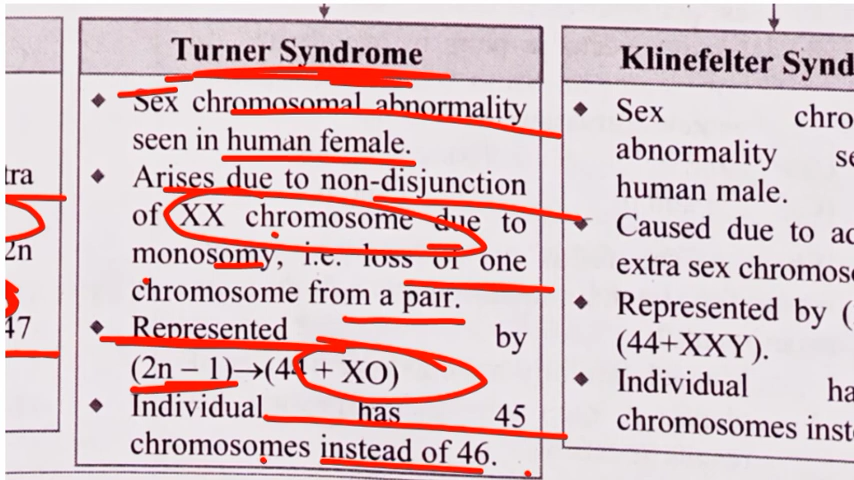 tra
2n
47
Turner Syndrome
◆ Sex chromosomal abnormality
seen in human female.
◆ Arises due to non-disjunction
of XX chromosome due to
monosomy, i.e. loss of one
chromosome from a pair.
◆ Represented by
(2n – 1)→(44 + XO)
◆ Individual has 45
chromosomes instead of 46.
Klinefelter Synd
◆ Sex chro
abnormality se
human male.
◆ Caused due to ad
extra sex chromoso
◆ Represented by (
(44+XXY).
◆ Individual ha
chromosomes inste